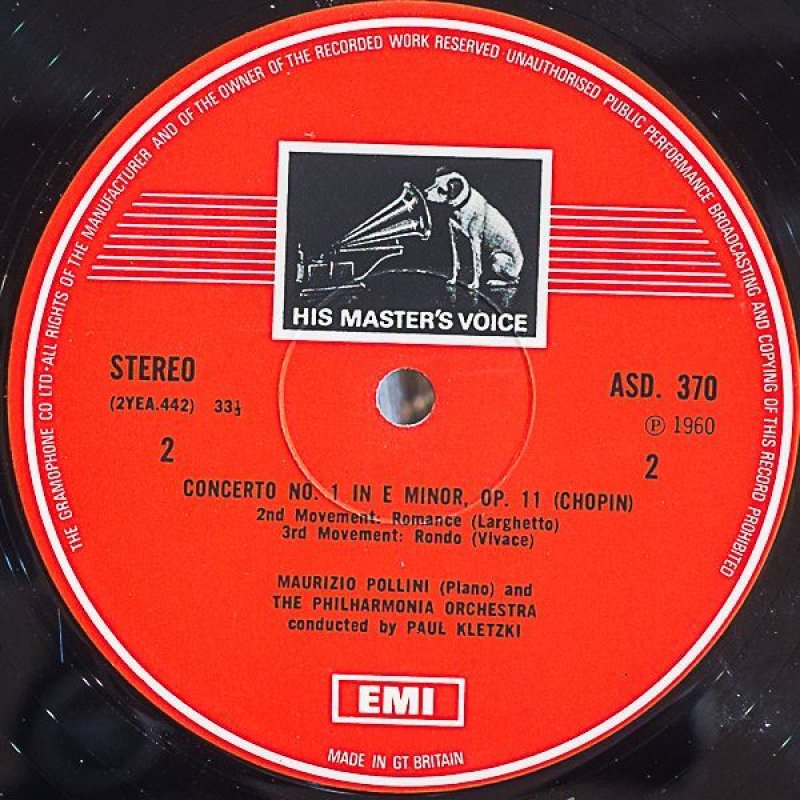 THE GRAMOPHONE CO LTD · ALL RIGHTS OF THE MANUFACTURER AND OF THE OWNER OF THE RECORDED WORK RESERVED · UNAUTHORISED PUBLIC PERFORMANCE BROADCASTING AND COPYING OF THIS RECORD PROHIBITED
HIS MASTER'S VOICE
STEREO
ASD. 370
(2YEA.442) 33⅓
℗ 1960
2
2
CONCERTO NO. 1 IN E MINOR, OP. 11 (CHOPIN)
2nd Movement: Romance (Larghetto)
3rd Movement: Rondo (Vivace)
MAURIZIO POLLINI (Piano) and
THE PHILHARMONIA ORCHESTRA
conducted by PAUL KLETZKI
EMI
MADE IN GT BRITAIN